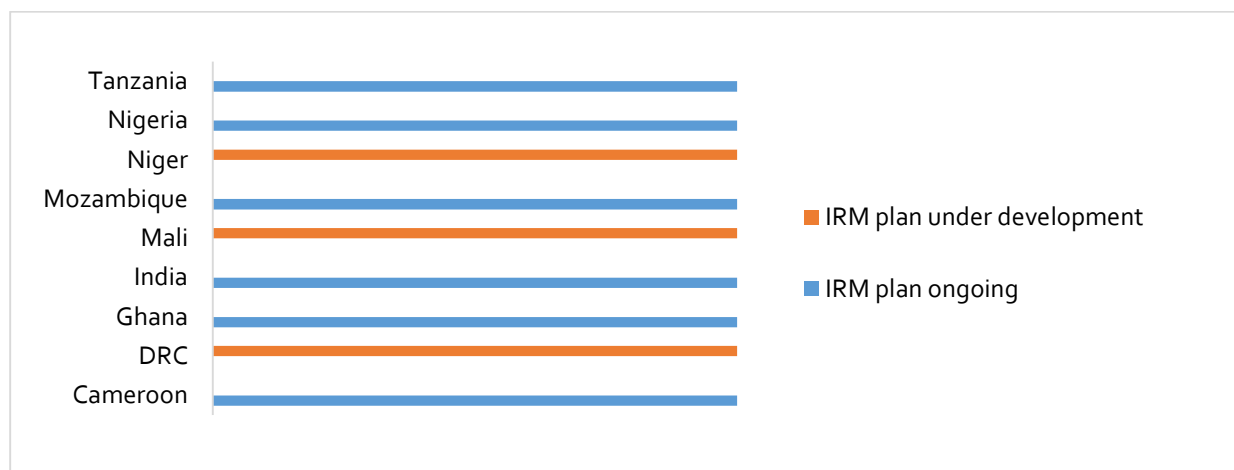 Tanzania
Nigeria
Niger
Mozambique
Mali
India
Ghana
DRC
Cameroon
IRM plan under development
IRM plan ongoing